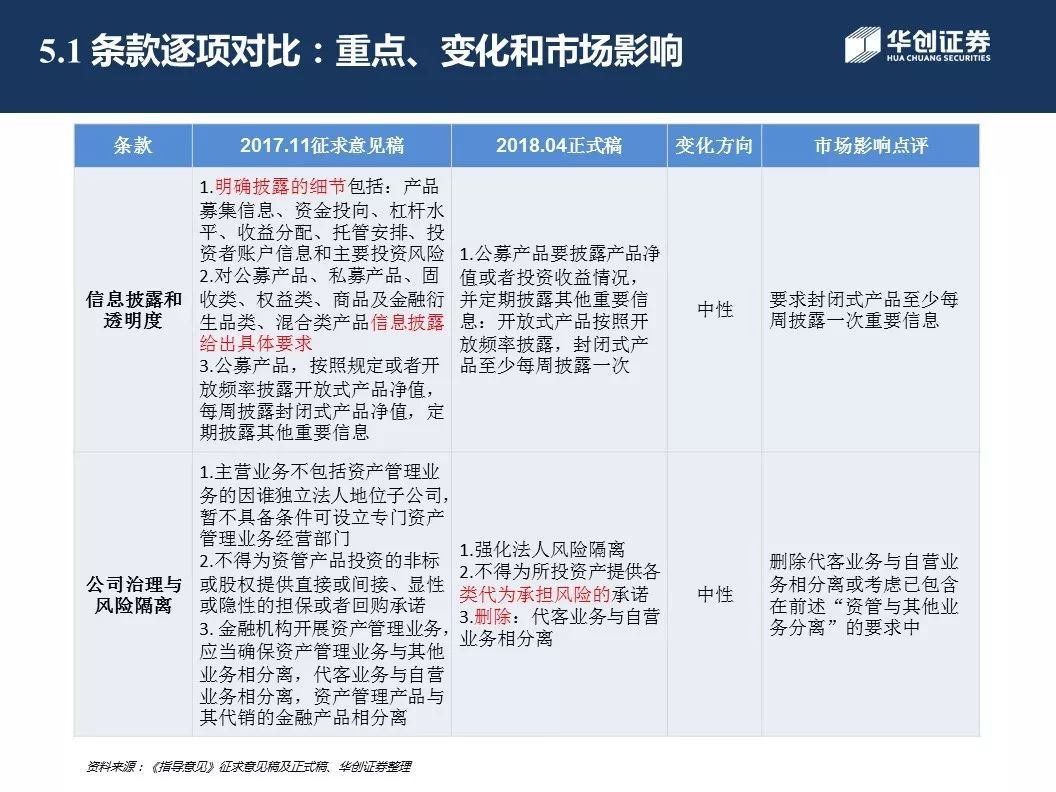 5.1 条款逐项对比：重点、变化和市场影响
华创证券
HUA CHUANG SECURITIES
条款
2017.11征求意见稿
2018.04正式稿
变化方向
市场影响点评
信息披露和
透明度
1.明确披露的细节包括：产品
募集信息、资金投向、杠杆水
平、收益分配、托管安排、投
资者账户信息和主要投资风险
2.对公募产品、私募产品、固
收类、权益类、商品及金融衍
生品类、混合类产品信息披露
给出具体要求
3.公募产品，按照规定或者开
放频率披露开放式产品净值，
每周披露封闭式产品净值，定
期披露其他重要信息
1.公募产品要披露产品净
值或者投资收益情况，
并定期披露其他重要信
息：开放式产品按照开
放频率披露，封闭式产
品至少每周披露一次
中性
要求封闭式产品至少每
周披露一次重要信息
公司治理与
风险隔离
1.主营业务不包括资产管理业
务的因谁独立法人地位子公司，
暂不具备条件可设立专门资产
管理业务经营部门
2.不得为资管产品投资的非标
或股权提供直接或间接、显性
或隐性的担保或者回购承诺
3. 金融机构开展资产管理业务，
应当确保资产管理业务与其他
业务相分离，代客业务与自营
业务相分离，资产管理产品与
其代销的金融产品相分离
1.强化法人风险隔离
2.不得为所投资产提供各
类代为承担风险的承诺
3.删除：代客业务与自营
业务相分离
中性
删除代客业务与自营业
务相分离或考虑已包含
在前述“资管与其他业
务分离”的要求中
资料来源：《指导意见》征求意见稿及正式稿、华创证券整理